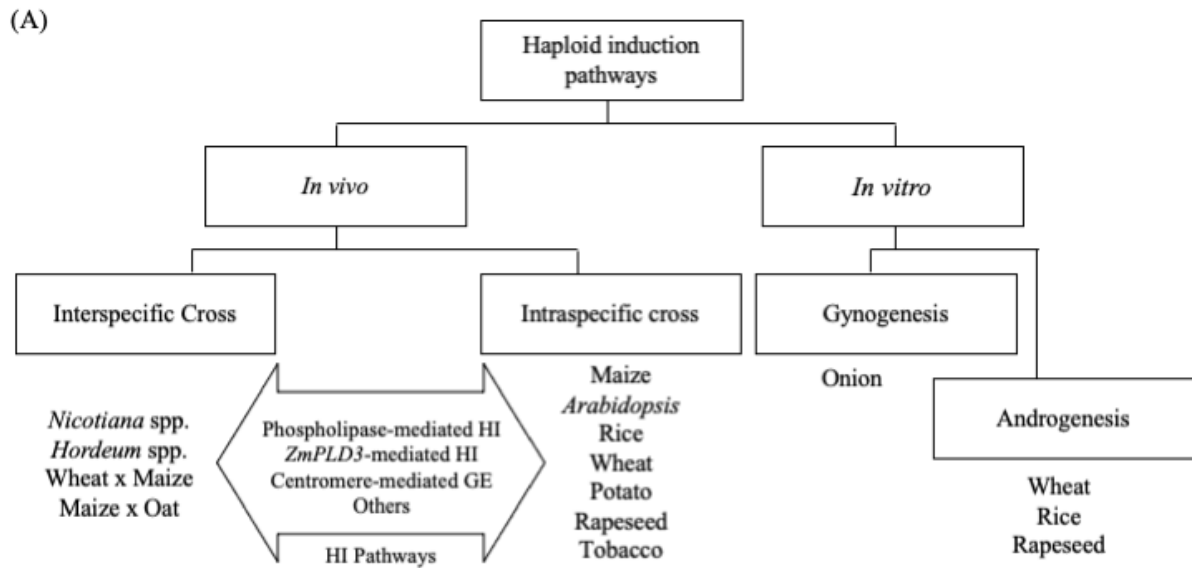 (A)
Haploid induction
pathways
In vivo
In vitro
Interspecific Cross
Intraspecific cross
Gynogenesis
Nicotiana spp.
Hordeum spp.
Wheat x Maize
Maize x Oat
Phospholipase-mediated HI
ZmPLD3-mediated HI
Centromere-mediated GE
Others
HI Pathways
Maize
Arabidopsis
Rice
Wheat
Potato
Rapeseed
Tobacco
Onion
Androgenesis
Wheat
Rice
Rapeseed